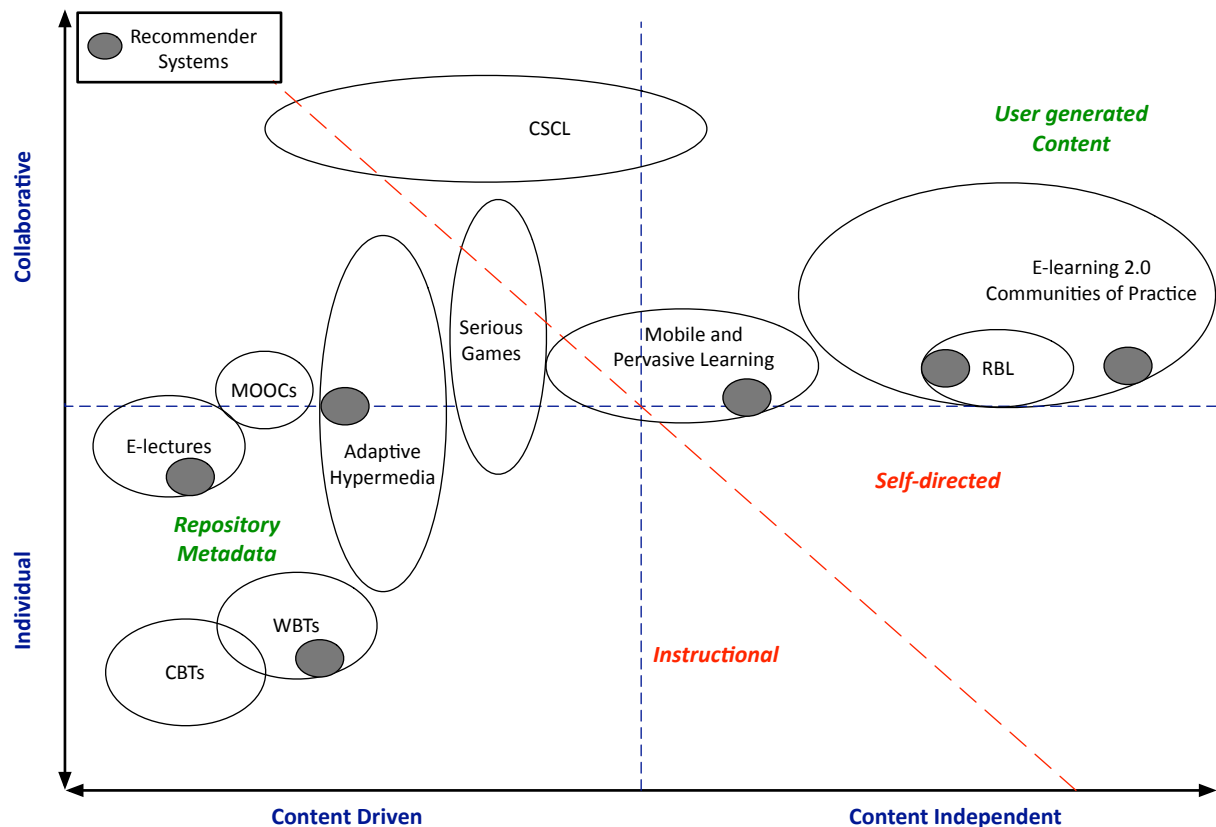 Recommender
Systems
CSCL
User generated
Content
Collaborative
E-learning 2.0
Communities of Practice
Serious
Games
Mobile and
Pervasive Learning
RBL
MOOCs
E-lectures
Adaptive
Hypermedia
Self-directed
Repository
Metadata
Individual
WBTs
Instructional
CBTs
Content Driven
Content Independent